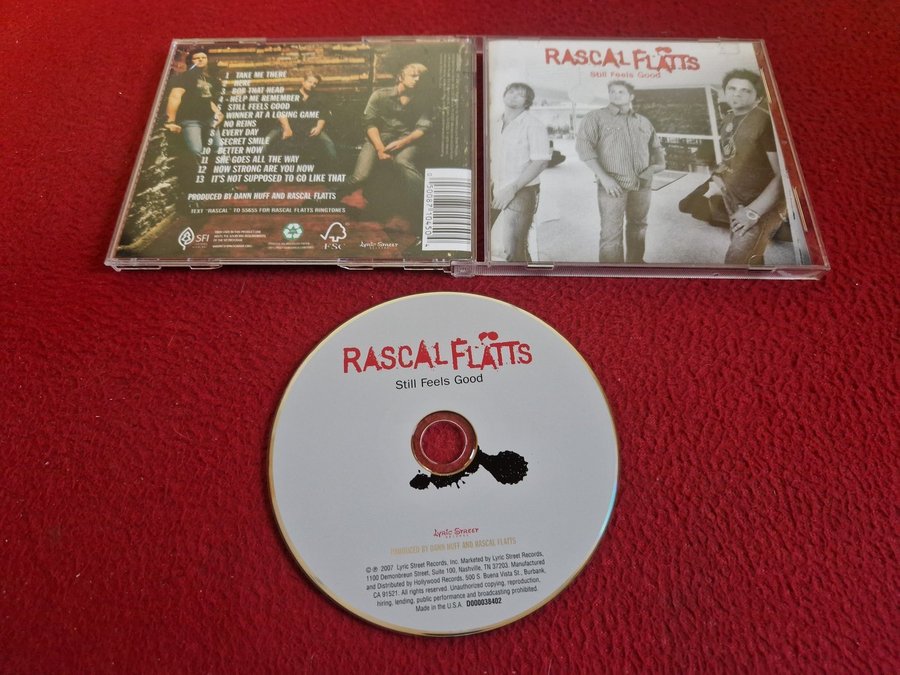 1 TAKE ME THERE
2 HERE
3 BOB THAT HEAD
4 HELP ME REMEMBER
5 STILL FEELS GOOD
6 WINNER AT A LOSING GAME
7 NO REINS
8 EVERY DAY
9 SECRET SMILE
10 BETTER NOW
11 SHE GOES ALL THE WAY
12 HOW STRONG ARE YOU NOW
13 IT'S NOT SUPPOSED TO GO LIKE THAT
PRODUCED BY DANN HUFF AND RASCAL FLATTS
TEXT "RASCAL" TO 55655 FOR RASCAL FLATTS RINGTONES
SFI
FSC
Lyric Street
RASCAL FLATTS
Still Feels Good
RASCAL FLATTS
Still Feels Good
Lyric Street
RECORDS
PRODUCED BY DANN HUFF AND RASCAL FLATTS
© ℗ 2007 Lyric Street Records, Inc. Marketed by Lyric Street Records,
1100 Demonbreun Street, Suite 100, Nashville, TN 37203. Manufactured
and Distributed by Hollywood Records, 500 S. Buena Vista St., Burbank,
CA 91521. All rights reserved. Unauthorized copying, reproduction,
hiring, lending, public performance and broadcasting prohibited.
Made in the U.S.A. D000038402